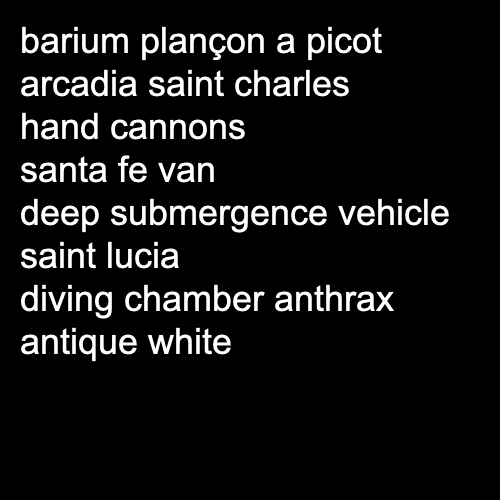 barium plançon a picot
arcadia saint charles
hand cannons
santa fe van
deep submergence vehicle
saint lucia
diving chamber anthrax
antique white